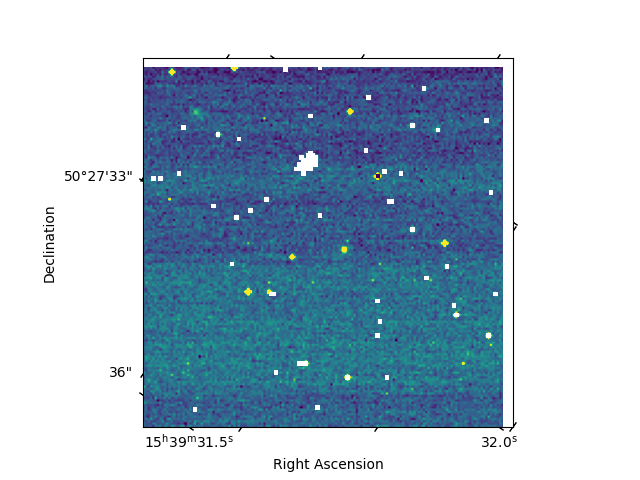 50°27'33"
Declination
36"
15ʰ39ᵐ31.5ˢ
32.0ˢ
Right Ascension